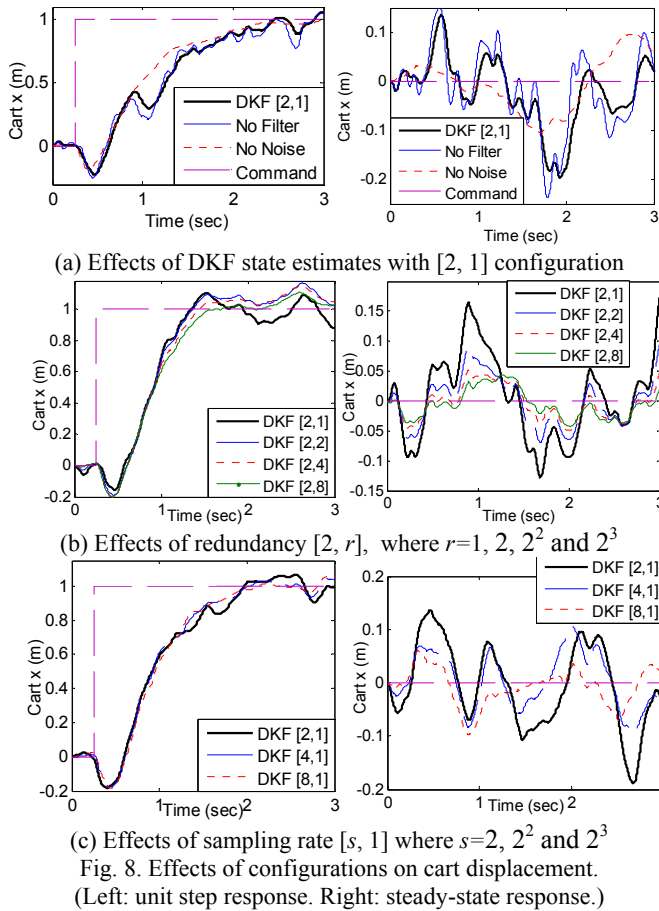 Cart x (m)
1
0.5
0
0
1
2
3
Time (sec)
DKF [2,1]
No Filter
No Noise
Command
Cart x (m)
0.1
0
-0.1
-0.2
0
1
2
3
Time (sec)
DKF [2,1]
No Filter
No Noise
Command
(a) Effects of DKF state estimates with [2, 1] configuration
Cart x (m)
1
0.8
0.6
0.4
0.2
0
-0.2
0
1
2
3
Time (sec)
DKF [2,1]
DKF [2,2]
DKF [2,4]
DKF [2,8]
Cart x (m)
0.15
0.1
0.05
0
-0.05
-0.1
-0.15
0
1
2
3
Time (sec)
DKF [2,1]
DKF [2,2]
DKF [2,4]
DKF [2,8]
(b) Effects of redundancy [2, r], where r=1, 2, 2² and 2³
Cart x (m)
1
0.8
0.6
0.4
0.2
0
-0.2
0
1
2
3
Time (sec)
DKF [2,1]
DKF [4,1]
DKF [8,1]
Cart x (m)
0.2
0.1
0
-0.1
-0.2
0
1
2
Time (sec)
DKF [2,1]
DKF [4,1]
DKF [8,1]
(c) Effects of sampling rate [s, 1] where s=2, 2² and 2³
Fig. 8. Effects of configurations on cart displacement.
(Left: unit step response. Right: steady-state response.)